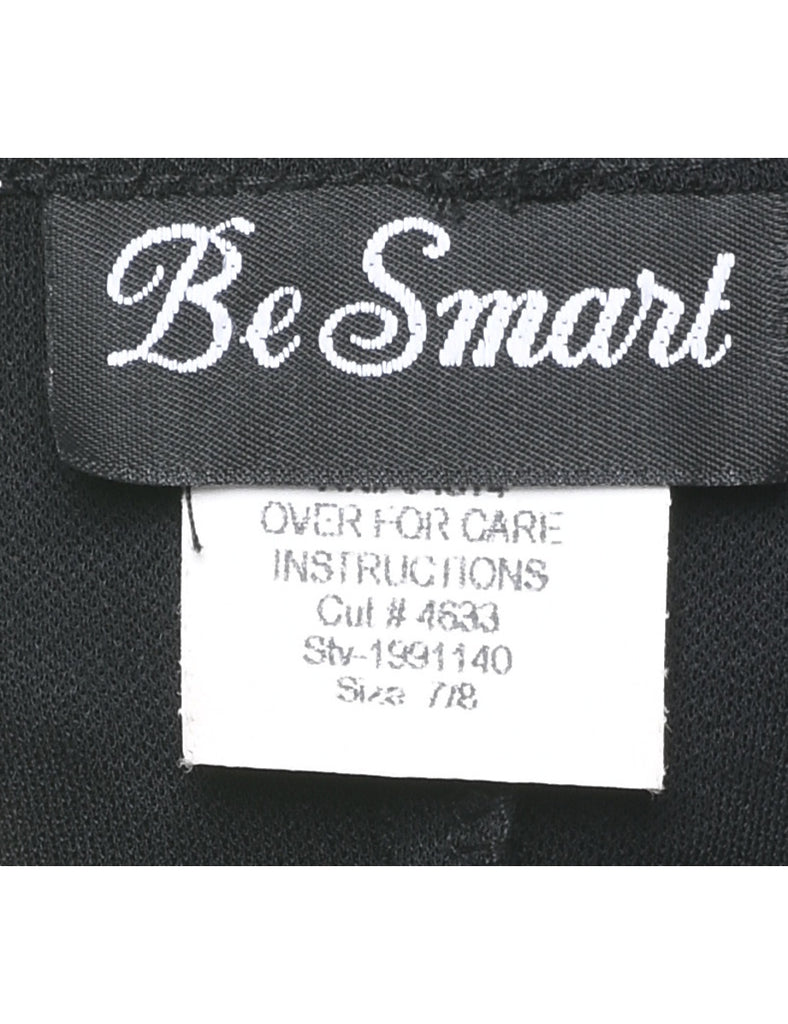 Be Smart
OVER FOR CARE
INSTRUCTIONS
Cut # 4633
Sty-1991140
Size 7/8